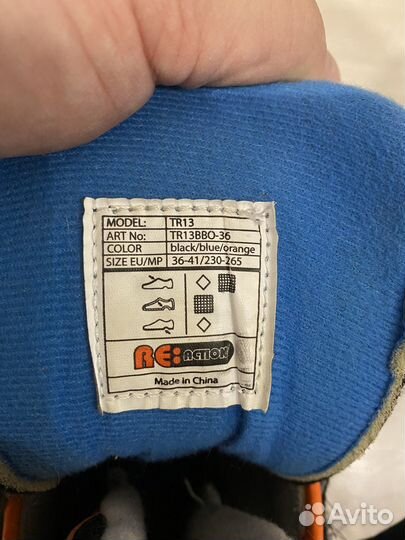 MODEL: TR13
ART No: TR13BBO-36
COLOR black/blue/orange
SIZE EU/MP 36-41/230-265
RE:ACTION
Made in China
Avito